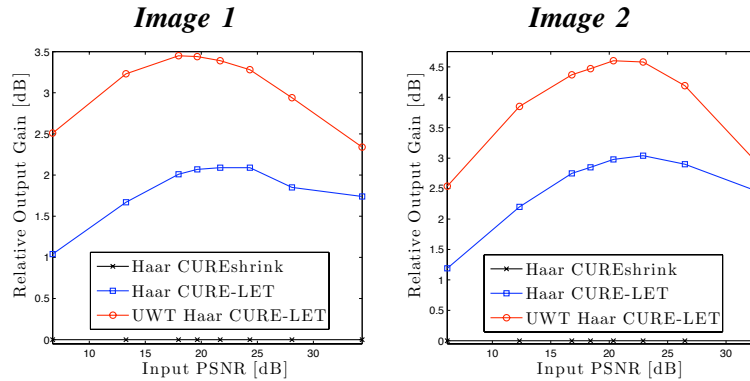 Image 1
Relative Output Gain [dB]
3.5
3
2.5
2
1.5
1
0.5
0
Haar CUREshrink
Haar CURE-LET
UWT Haar CURE-LET
10 15 20 25 30
Input PSNR [dB]
Image 2
Relative Output Gain [dB]
4.5
4
3.5
3
2.5
2
1.5
1
0.5
0
Haar CUREshrink
Haar CURE-LET
UWT Haar CURE-LET
10 15 20 25 30
Input PSNR [dB]